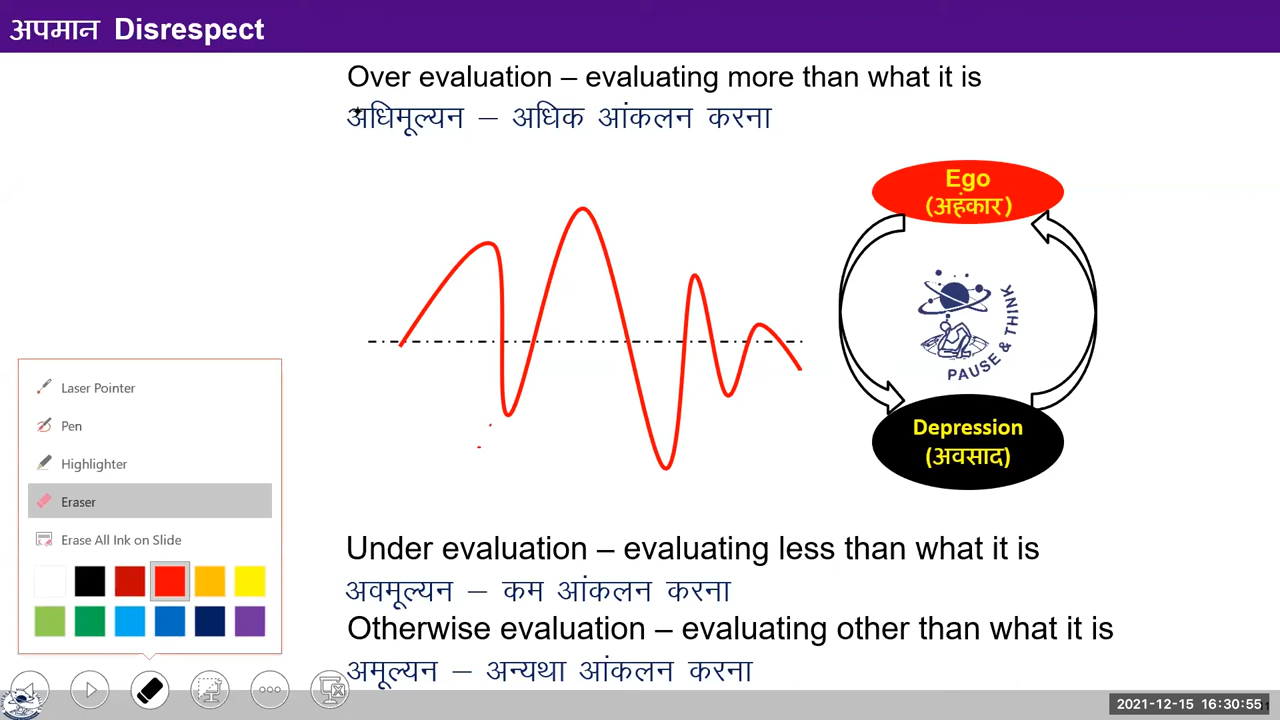 अपमान Disrespect
Over evaluation – evaluating more than what it is
अधिमूल्यन – अधिक आंकलन करना
Ego
(अहंकार)
PAUSE & THINK
Depression
(अवसाद)
Laser Pointer
Pen
Highlighter
Eraser
Erase All Ink on Slide
Under evaluation – evaluating less than what it is
अवमूल्यन – कम आंकलन करना
Otherwise evaluation – evaluating other than what it is
अमूल्यन – अन्यथा आंकलन करना
2021-12-15 16:30:55